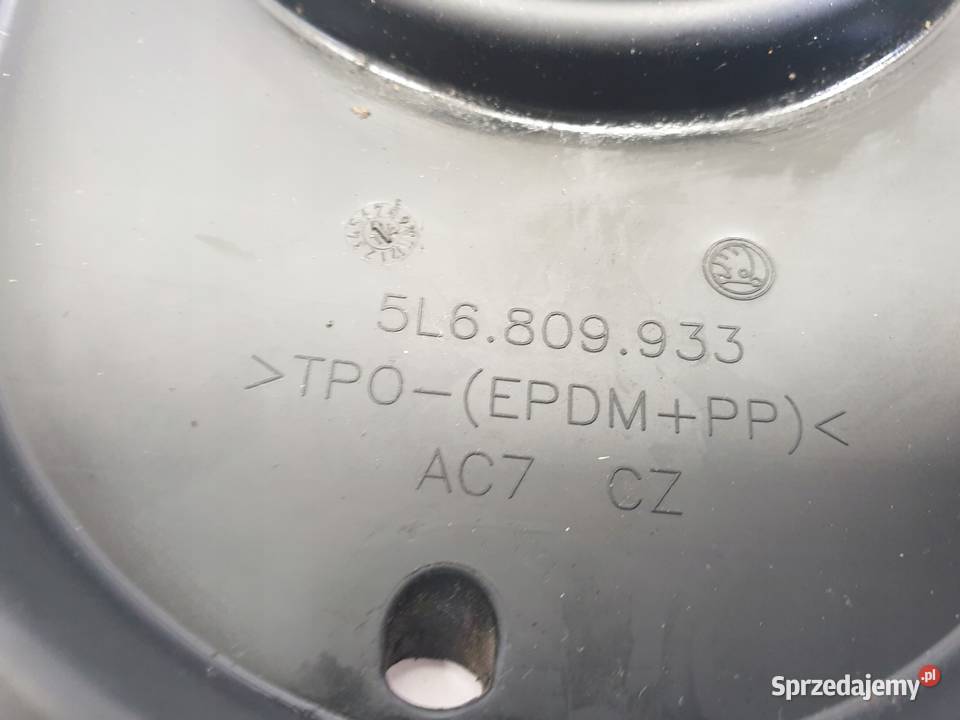 5L6.809.933
>TPO-(EPDM+PP)<
AC7 CZ
Sprzedajemy.pl